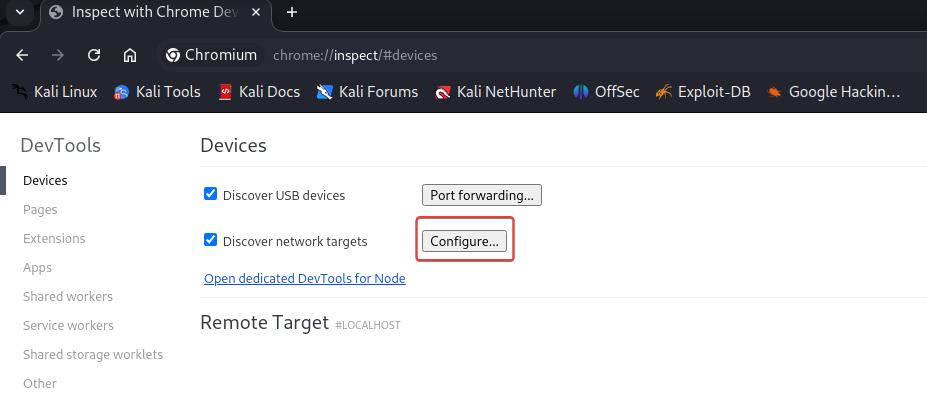 Inspect with Chrome Dev
Chromium chrome://inspect/#devices
Kali Linux Kali Tools Kali Docs Kali Forums Kali NetHunter OffSec Exploit-DB Google Hackin...
DevTools
Devices
Pages
Extensions
Apps
Shared workers
Service workers
Shared storage worklets
Other
Devices
Discover USB devices Port forwarding...
Discover network targets Configure...
Open dedicated DevTools for Node
Remote Target #LOCALHOST